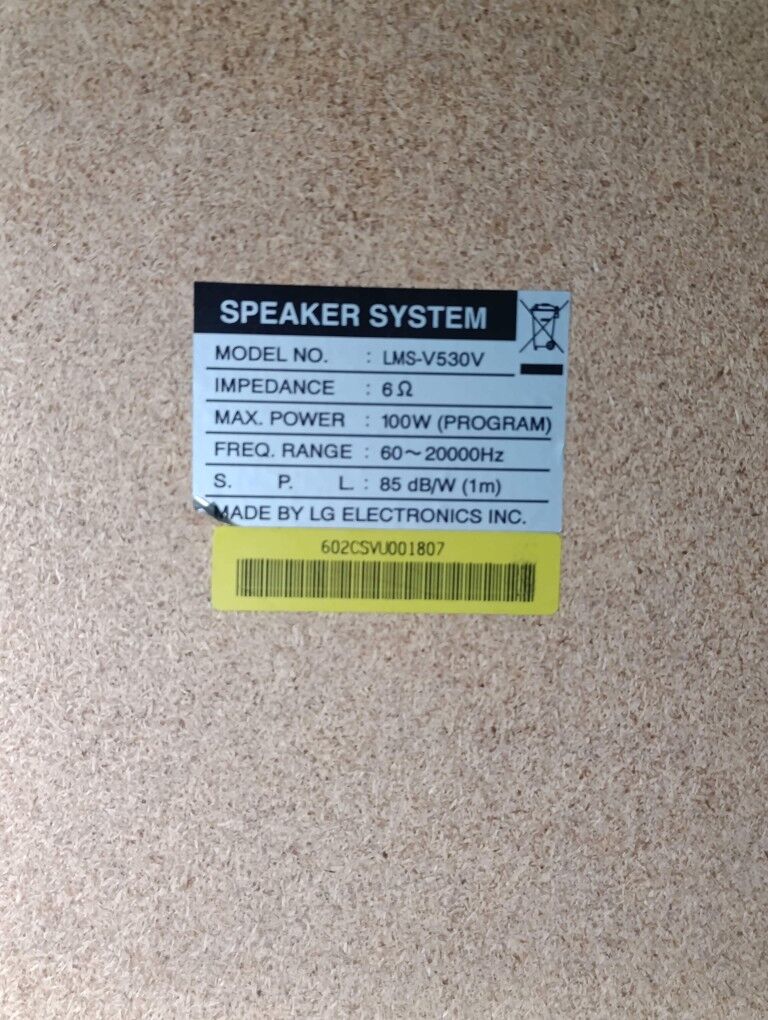 SPEAKER SYSTEM
MODEL NO. : LMS-V530V
IMPEDANCE : 6Ω
MAX. POWER : 100W (PROGRAM)
FREQ. RANGE : 60～20000Hz
S. P. L. : 85 dB/W (1m)
MADE BY LG ELECTRONICS INC.
602CSVU001807